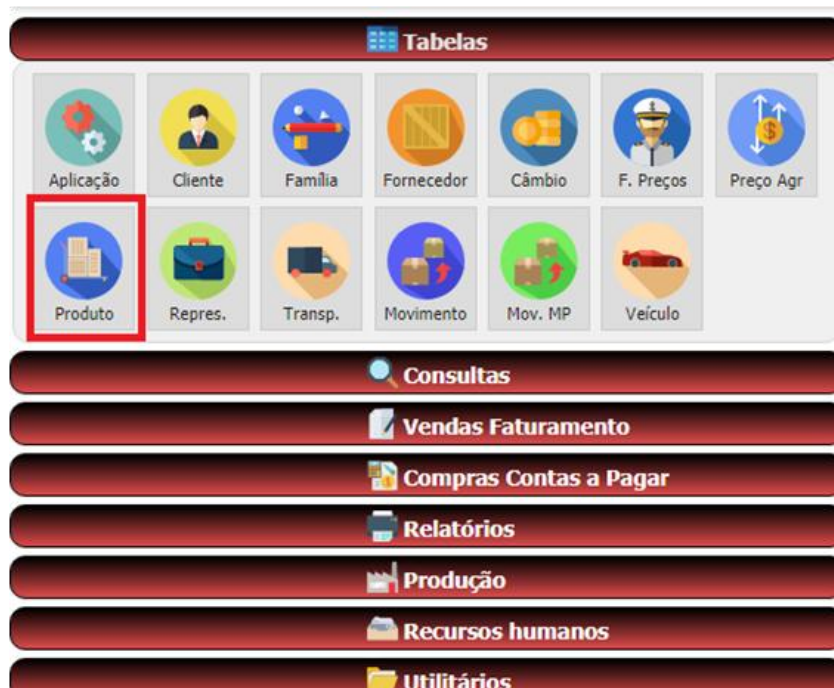 Tabelas
Aplicação Cliente Família Fornecedor Câmbio F. Preços Preço Agr
Produto Repres. Transp. Movimento Mov. MP Veículo
Consultas
Vendas Faturamento
Compras Contas a Pagar
Relatórios
Produção
Recursos humanos
Utilitários